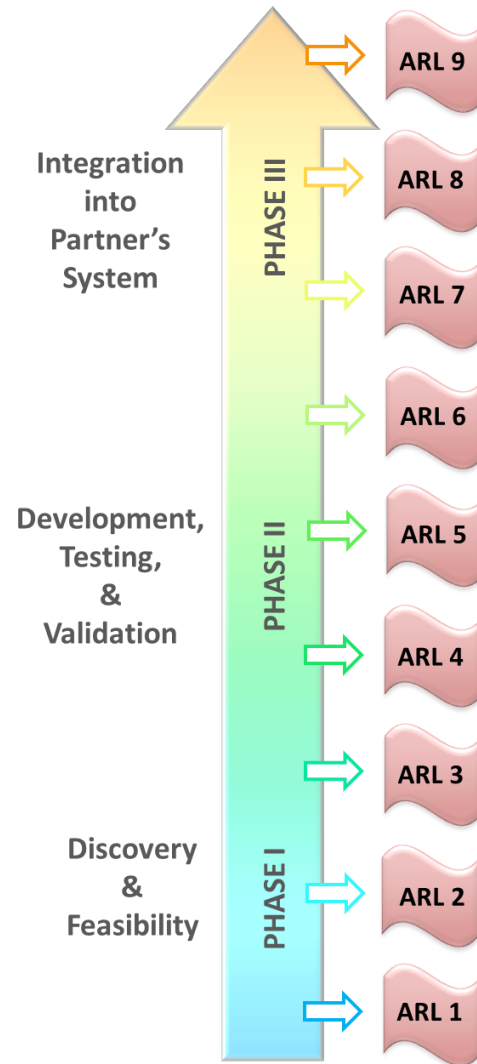 ARL 9
Integration
into
Partner's
System
PHASE III
ARL 8
ARL 7
ARL 6
Development,
Testing,
&
Validation
PHASE II
ARL 5
ARL 4
ARL 3
Discovery
&
Feasibility
PHASE I
ARL 2
ARL 1